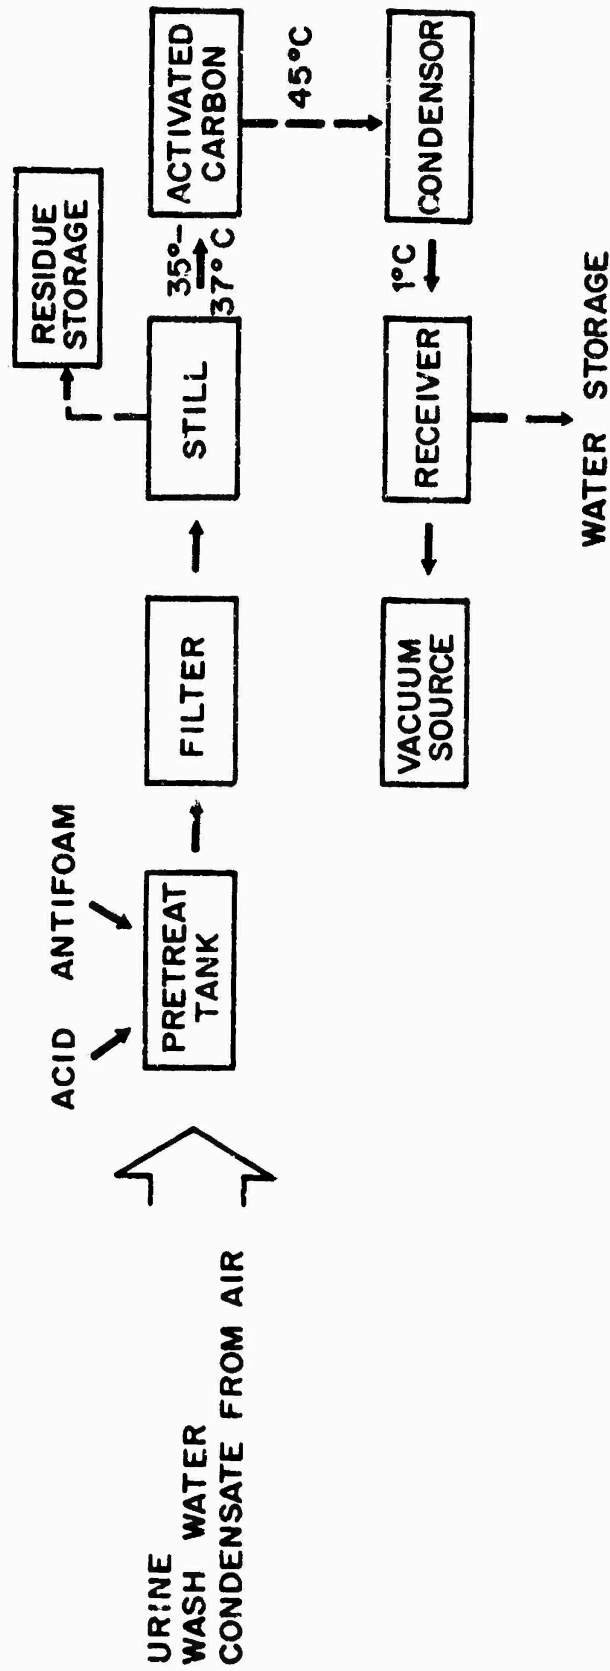 URINE
WASH WATER
CONDENSATE FROM AIR
ACID ANTIFOAM
PRETREAT
TANK
FILTER
STILL
RESIDUE
STORAGE
35°–
37°C
ACTIVATED
CARBON
45°C
CONDENSOR
1°C
RECEIVER
VACUUM
SOURCE
WATER STORAGE